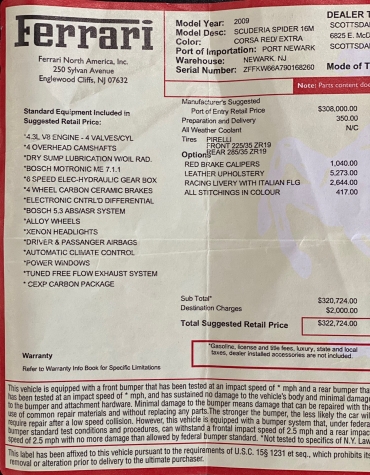 Ferrari
Ferrari North America, Inc.
250 Sylvan Avenue
Englewood Cliffs, NJ 07632
Model Year: 2009
Model Desc: SCUDERIA SPIDER 16M
Color: CORSA RED/ EXTRA
Port of Importation: PORT NEWARK
Warehouse: NEWARK, NJ
Serial Number: ZFFKW66A790168260
DEALER T
SCOTTSDA
6825 E. McD
SCOTTSDA
Mode of T
Note: Parts content do
Standard Equipment Included in
Suggested Retail Price:
*4.3L V8 ENGINE - 4 VALVES/CYL
*4 OVERHEAD CAMSHAFTS
*DRY SUMP LUBRICATION W/OIL RAD.
*BOSCH MOTRONIC ME 7.1.1
*6 SPEED ELEC-HYDRAULIC GEAR BOX
*4 WHEEL CARBON CERAMIC BRAKES
*ELECTRONIC CNTRL'D DIFFERENTIAL
*BOSCH 5.3 ABS/ASR SYSTEM
*ALLOY WHEELS
*XENON HEADLIGHTS
*DRIVER & PASSANGER AIRBAGS
*AUTOMATIC CLIMATE CONTROL
*POWER WINDOWS
*TUNED FREE FLOW EXHAUST SYSTEM
* CEXP CARBON PACKAGE
Manufacturer's Suggested
Port of Entry Retail Price $308,000.00
Preparation and Delivery 350.00
All Weather Coolant N/C
Tires PIRELLI
FRONT 225/35 ZR19
REAR 285/35 ZR19
Options
RED BRAKE CALIPERS 1,040.00
LEATHER UPHOLSTERY 5,273.00
RACING LIVERY WITH ITALIAN FLG 2,644.00
ALL STITCHINGS IN COLOUR 417.00
Sub Total* $320,724.00
Destination Charges $2,000.00
Total Suggested Retail Price $322,724.00
*Gasoline, license and title fees, luxury, state and local
taxes, dealer installed accessories are not included.
Warranty
Refer to Warranty Info Book for Specific Limitations
This vehicle is equipped with a front bumper that has been tested at an impact speed of * mph and a rear bumper tha
has been tested at an impact speed of *, mph, and has sustained no damage to the vehicle's body and minimal damage
to the bumper and attachment hardware. Minimal damage to the bumper means damage that can be repaired with the
use of common repair materials and without replacing any parts.The stronger the bumper, the less likely the car wil
require repair after a low speed collision. However, this vehicle is equipped with a bumper system that, under federa
bumper standard test conditions and procedures, can withstand a frontal impact speed of 2.5 mph and a rear impac
speed of 2.5 mph with no more damage than allowed by federal bumper standard. *Not tested to specifics of N.Y. Law
This label has been affixed to this vehicle pursuant to the requirements of U.S.C. 15§ 1231 et seq., which prohibits its
removal or alteration prior to delivery to the ultimate purchaser.